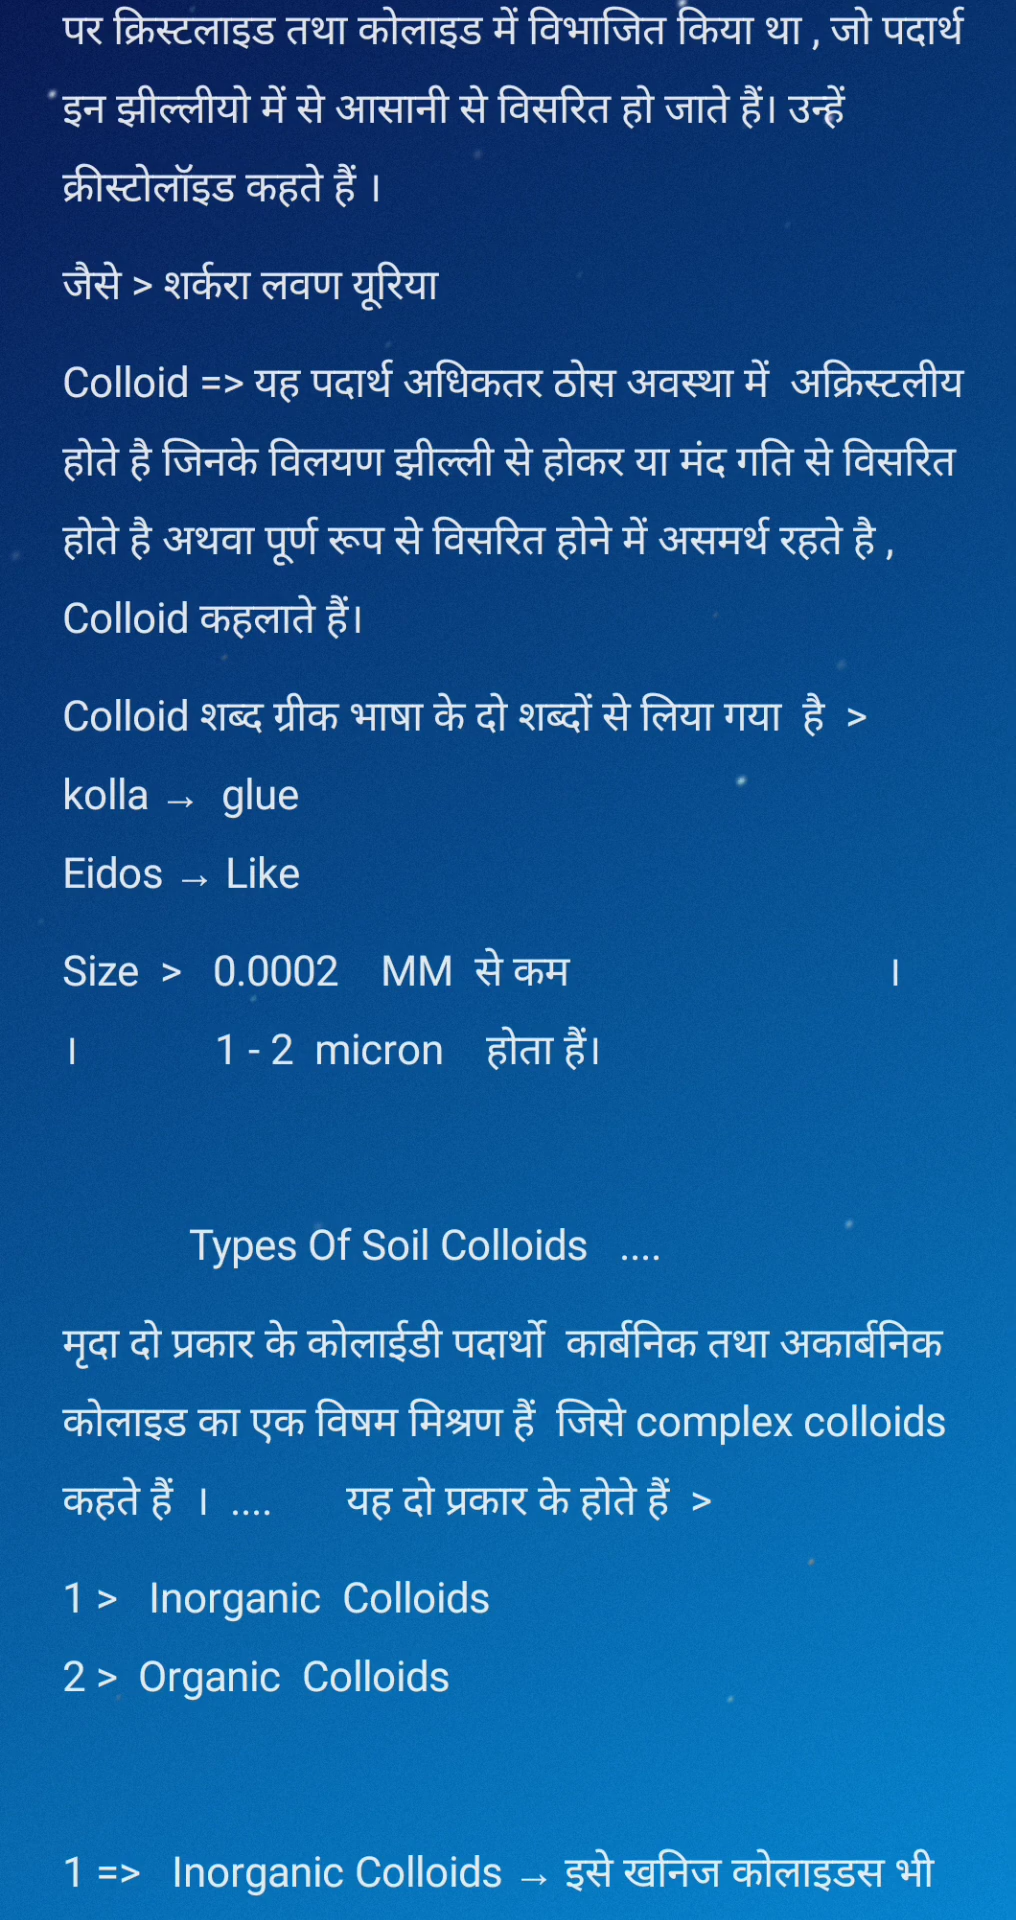 पर क्रिस्टलाइड तथा कोलाइड में विभाजित किया था , जो पदार्थ
इन झील्लीयो में से आसानी से विसरित हो जाते हैं। उन्हें
क्रीस्टोलॉइड कहते हैं ।
जैसे > शर्करा लवण यूरिया
Colloid => यह पदार्थ अधिकतर ठोस अवस्था में अक्रिस्टलीय
होते है जिनके विलयण झील्ली से होकर या मंद गति से विसरित
होते है अथवा पूर्ण रूप से विसरित होने में असमर्थ रहते है ,
Colloid कहलाते हैं।
Colloid शब्द ग्रीक भाषा के दो शब्दों से लिया गया है >
kolla → glue
Eidos → Like
Size > 0.0002 MM से कम ।
। 1 - 2 micron होता हैं।
Types Of Soil Colloids ....
मृदा दो प्रकार के कोलाईडी पदार्थो कार्बनिक तथा अकार्बनिक
कोलाइड का एक विषम मिश्रण हैं जिसे complex colloids
कहते हैं । .... यह दो प्रकार के होते हैं >
1 > Inorganic Colloids
2 > Organic Colloids
1 => Inorganic Colloids → इसे खनिज कोलाइडस भी